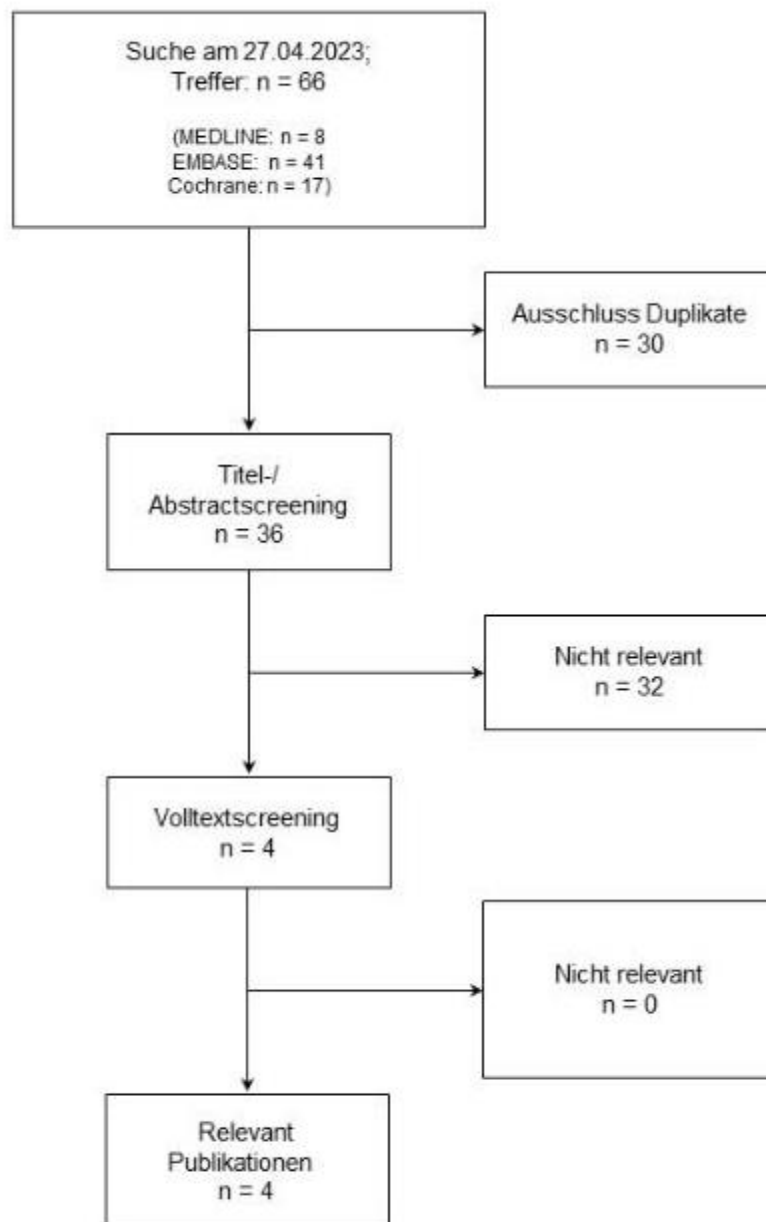 Suche am 27.04.2023;
Treffer: n = 66
(MEDLINE: n = 8
EMBASE: n = 41
Cochrane: n = 17)
Ausschluss Duplikate
n = 30
Titel-/
Abstractscreening
n = 36
Nicht relevant
n = 32
Volltextscreening
n = 4
Nicht relevant
n = 0
Relevant
Publikationen
n = 4